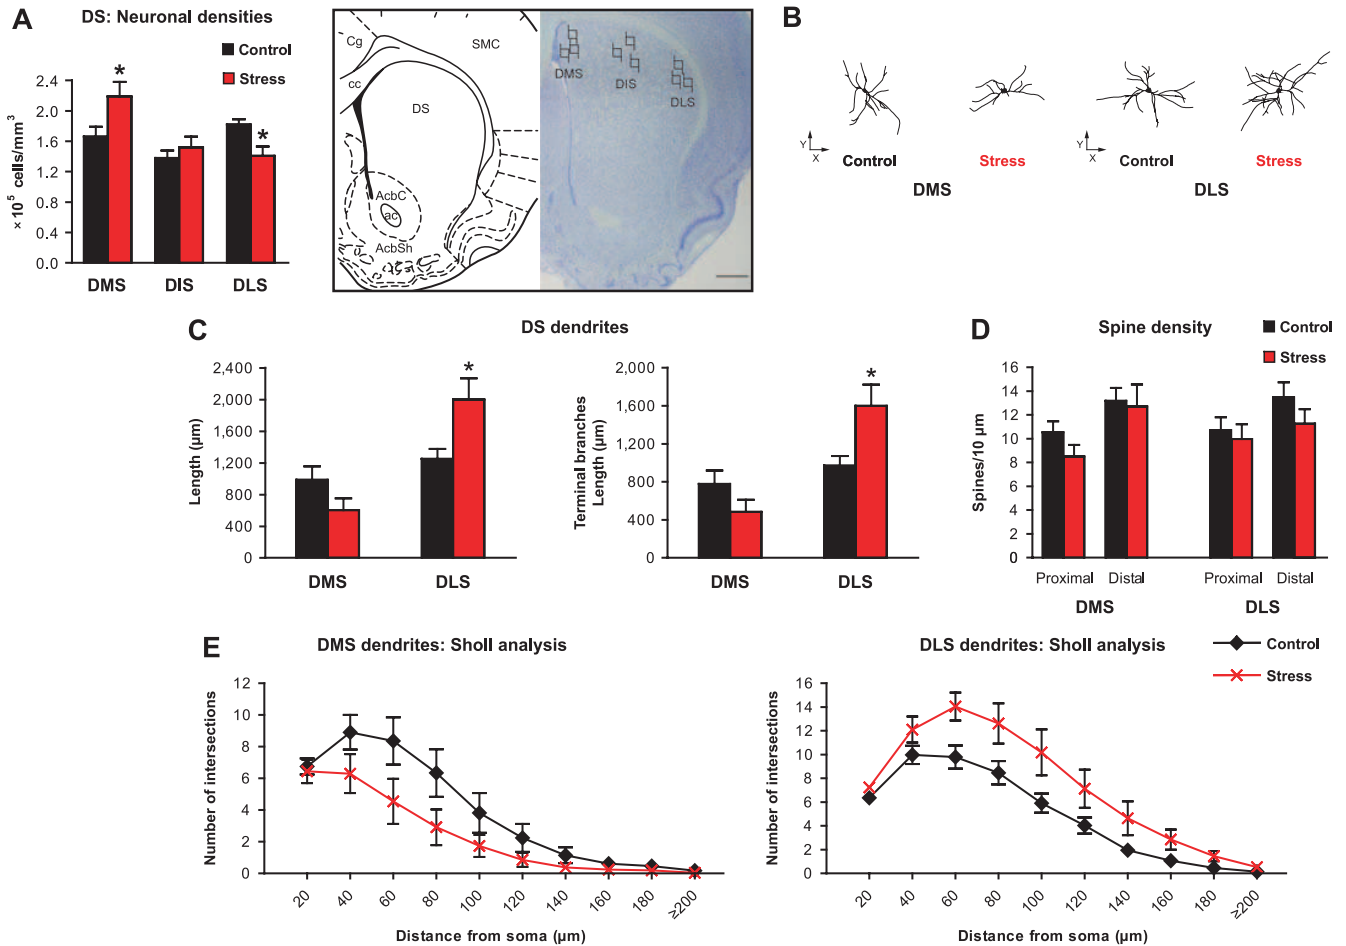 A
DS: Neuronal densities
Control
Stress
2.4
2.0
1.6
1.2
0.8
0.4
0.0
× 10⁵ cells/mm³
*
*
DMS
DIS
DLS
Cg
SMC
cc
DS
AcbC
ac
AcbSh
DMS
DIS
DLS
B
Y
X
Control
Stress
Y
X
Control
Stress
DMS
DLS
C
DS dendrites
2,400
2,000
1,600
1,200
800
400
0
Length (µm)
*
DMS
DLS
2,000
1,600
1,200
800
400
0
Terminal branches
Length (µm)
*
DMS
DLS
D
Spine density
Control
Stress
16
14
12
10
8
6
4
2
0
Spines/10 µm
Proximal
Distal
Proximal
Distal
DMS
DLS
E
DMS dendrites: Sholl analysis
12
10
8
6
4
2
0
Number of intersections
20
40
60
80
100
120
140
160
180
≥200
Distance from soma (µm)
DLS dendrites: Sholl analysis
Control
Stress
16
14
12
10
8
6
4
2
0
Number of intersections
20
40
60
80
100
120
140
160
180
≥200
Distance from soma (µm)